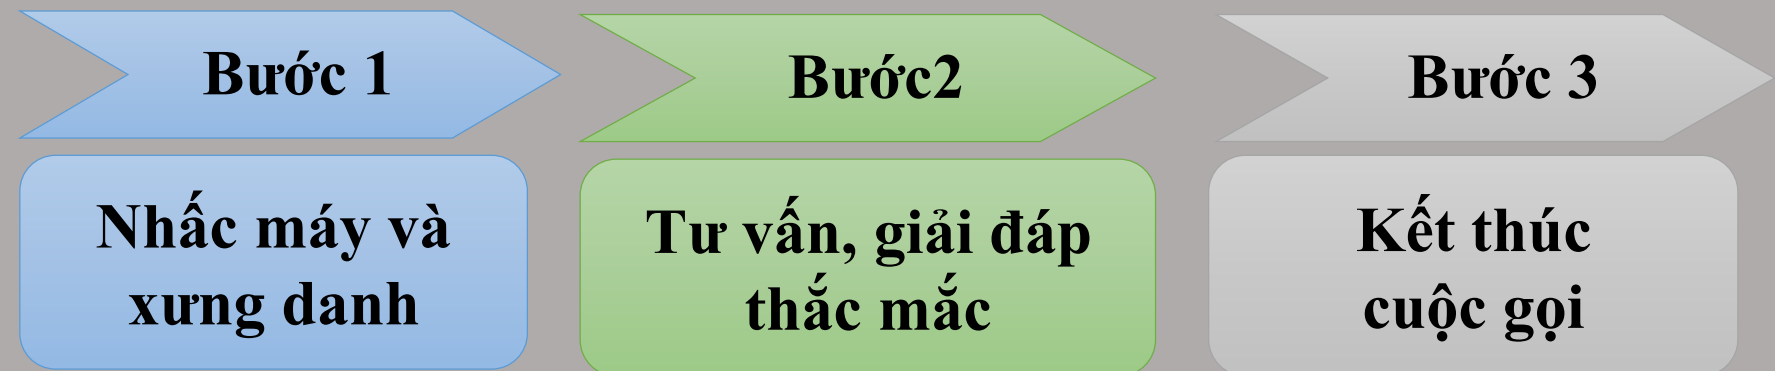 Bước 1
Nhấc máy và
xưng danh
Bước2
Tư vấn, giải đáp
thắc mắc
Bước 3
Kết thúc
cuộc gọi